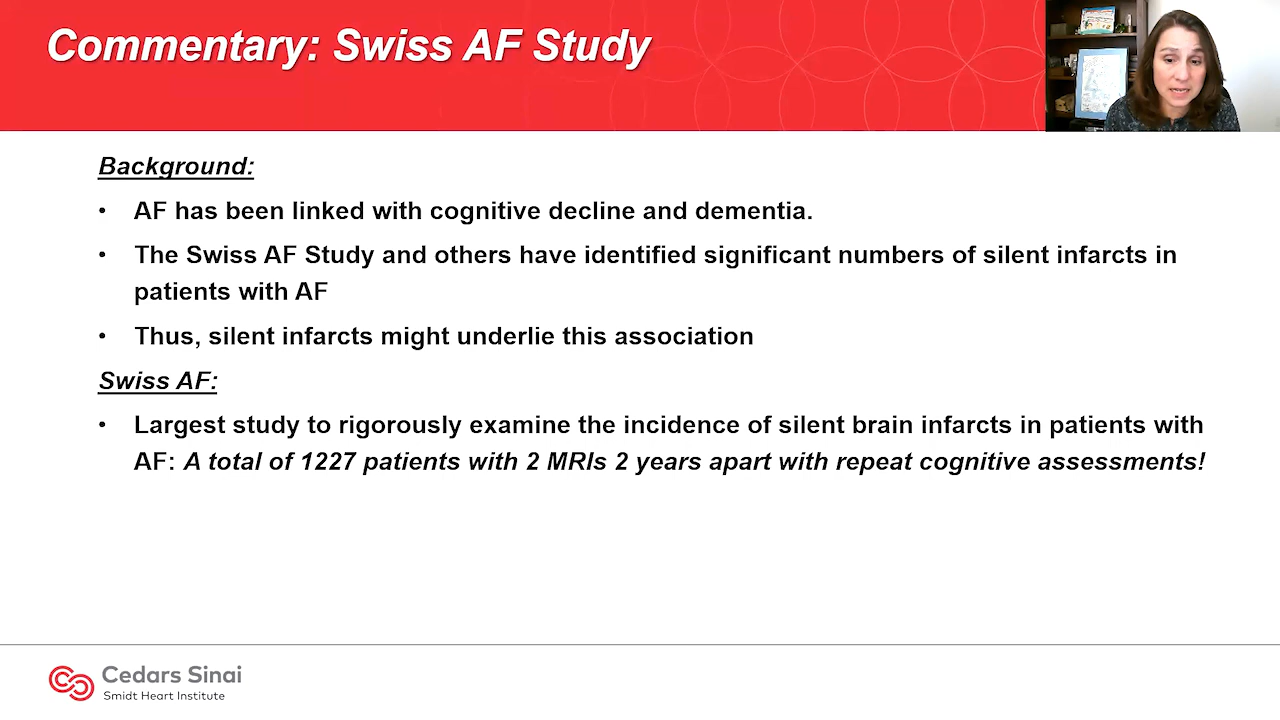 Commentary: Swiss AF Study
Background:
• AF has been linked with cognitive decline and dementia.
• The Swiss AF Study and others have identified significant numbers of silent infarcts in
patients with AF
• Thus, silent infarcts might underlie this association
Swiss AF:
• Largest study to rigorously examine the incidence of silent brain infarcts in patients with
AF: A total of 1227 patients with 2 MRIs 2 years apart with repeat cognitive assessments!
Cedars Sinai
Smidt Heart Institute